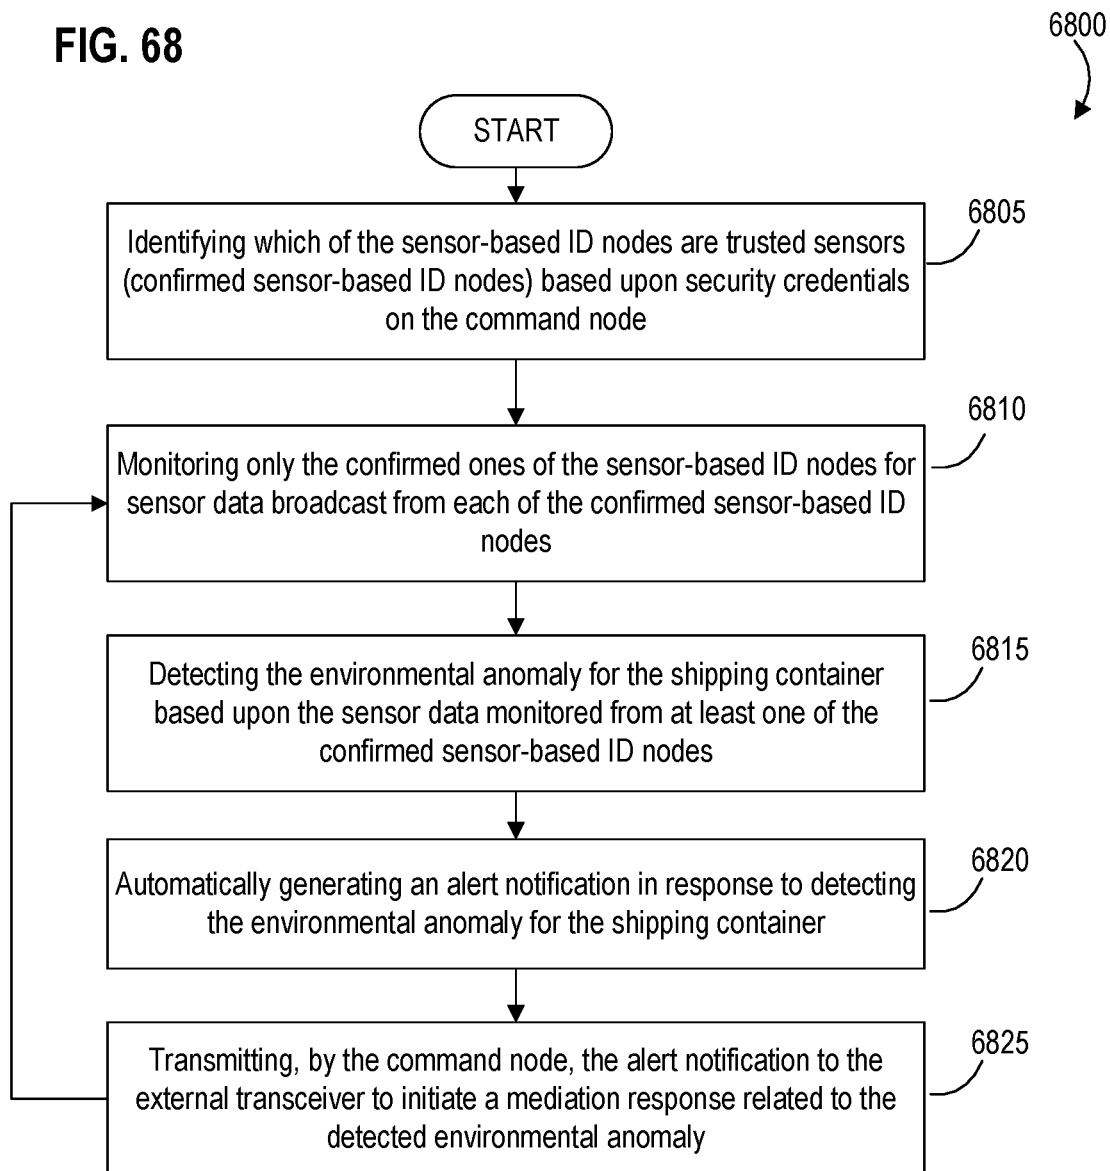 FIG. 68
6800
START
6805
Identifying which of the sensor-based ID nodes are trusted sensors
(confirmed sensor-based ID nodes) based upon security credentials
on the command node
6810
Monitoring only the confirmed ones of the sensor-based ID nodes for
sensor data broadcast from each of the confirmed sensor-based ID
nodes
6815
Detecting the environmental anomaly for the shipping container
based upon the sensor data monitored from at least one of the
confirmed sensor-based ID nodes
6820
Automatically generating an alert notification in response to detecting
the environmental anomaly for the shipping container
6825
Transmitting, by the command node, the alert notification to the
external transceiver to initiate a mediation response related to the
detected environmental anomaly